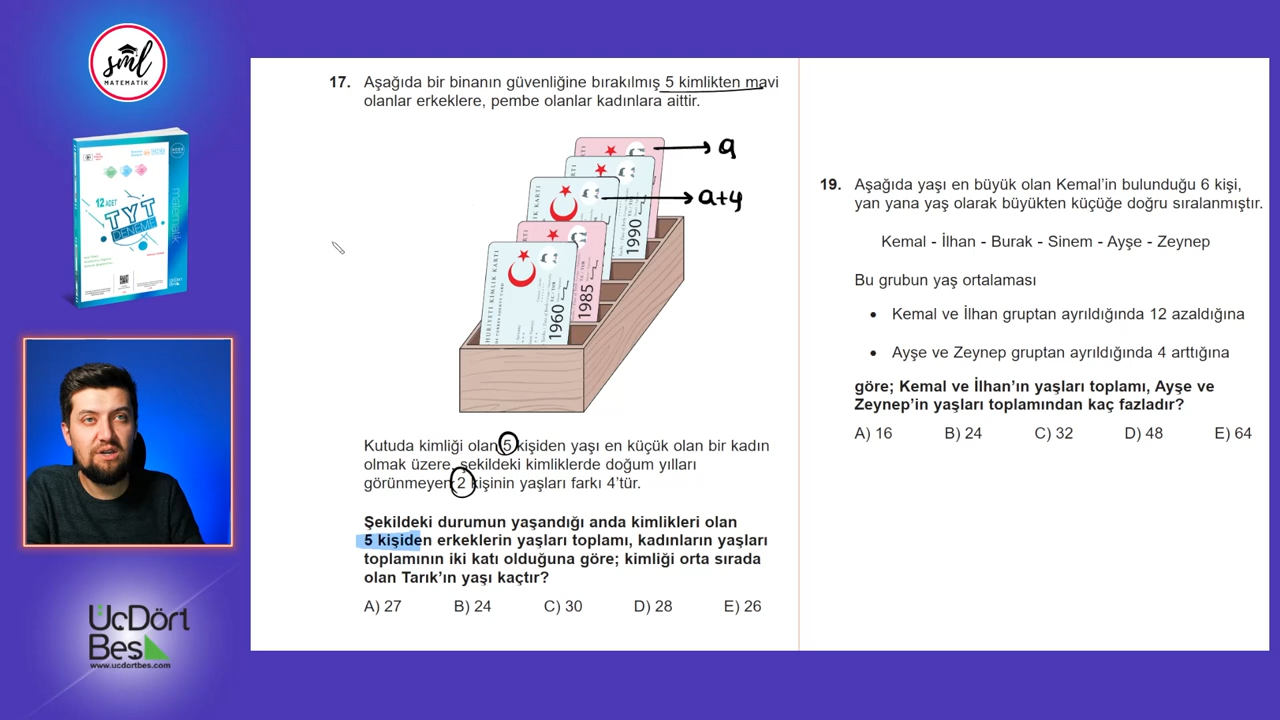 sml
MATEMATİK
12 ADET
TYT
DENEME
matematik
17. Aşağıda bir binanın güvenliğine bırakılmış 5 kimlikten mavi
olanlar erkeklere, pembe olanlar kadınlara aittir.
a
a+4
1990
1985
1960
Kutuda kimliği olan 5 kişiden yaşı en küçük olan bir kadın
olmak üzere, şekildeki kimliklerde doğum yılları
görünmeyen 2 kişinin yaşları farkı 4’tür.
Şekildeki durumun yaşandığı anda kimlikleri olan
5 kişiden erkeklerin yaşları toplamı, kadınların yaşları
toplamının iki katı olduğuna göre; kimliği orta sırada
olan Tarık’ın yaşı kaçtır?
A) 27 B) 24 C) 30 D) 28 E) 26
19. Aşağıda yaşı en büyük olan Kemal’in bulunduğu 6 kişi,
yan yana yaş olarak büyükten küçüğe doğru sıralanmıştır.
Kemal - İlhan - Burak - Sinem - Ayşe - Zeynep
Bu grubun yaş ortalaması
• Kemal ve İlhan gruptan ayrıldığında 12 azaldığına
• Ayşe ve Zeynep gruptan ayrıldığında 4 arttığına
göre; Kemal ve İlhan’ın yaşları toplamı, Ayşe ve
Zeynep’in yaşları toplamından kaç fazladır?
A) 16 B) 24 C) 32 D) 48 E) 64
ÜçDört
Beş
www.ucdortbes.com